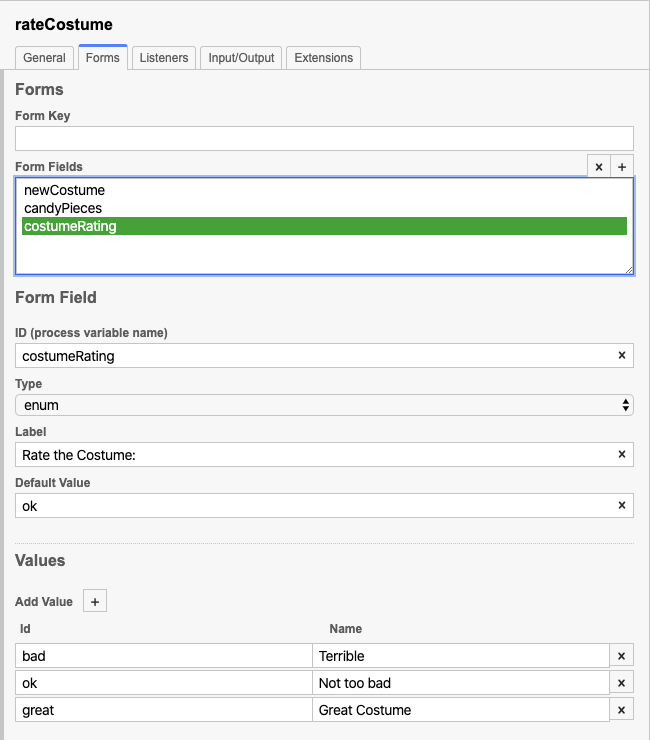 rateCostume
General Forms Listeners Input/Output Extensions
Forms
Form Key
Form Fields × +
newCostume
candyPieces
costumeRating
Form Field
ID (process variable name)
costumeRating ×
Type
enum
Label
Rate the Costume: ×
Default Value
ok ×
Values
Add Value +
Id Name
bad Terrible ×
ok Not too bad ×
great Great Costume ×